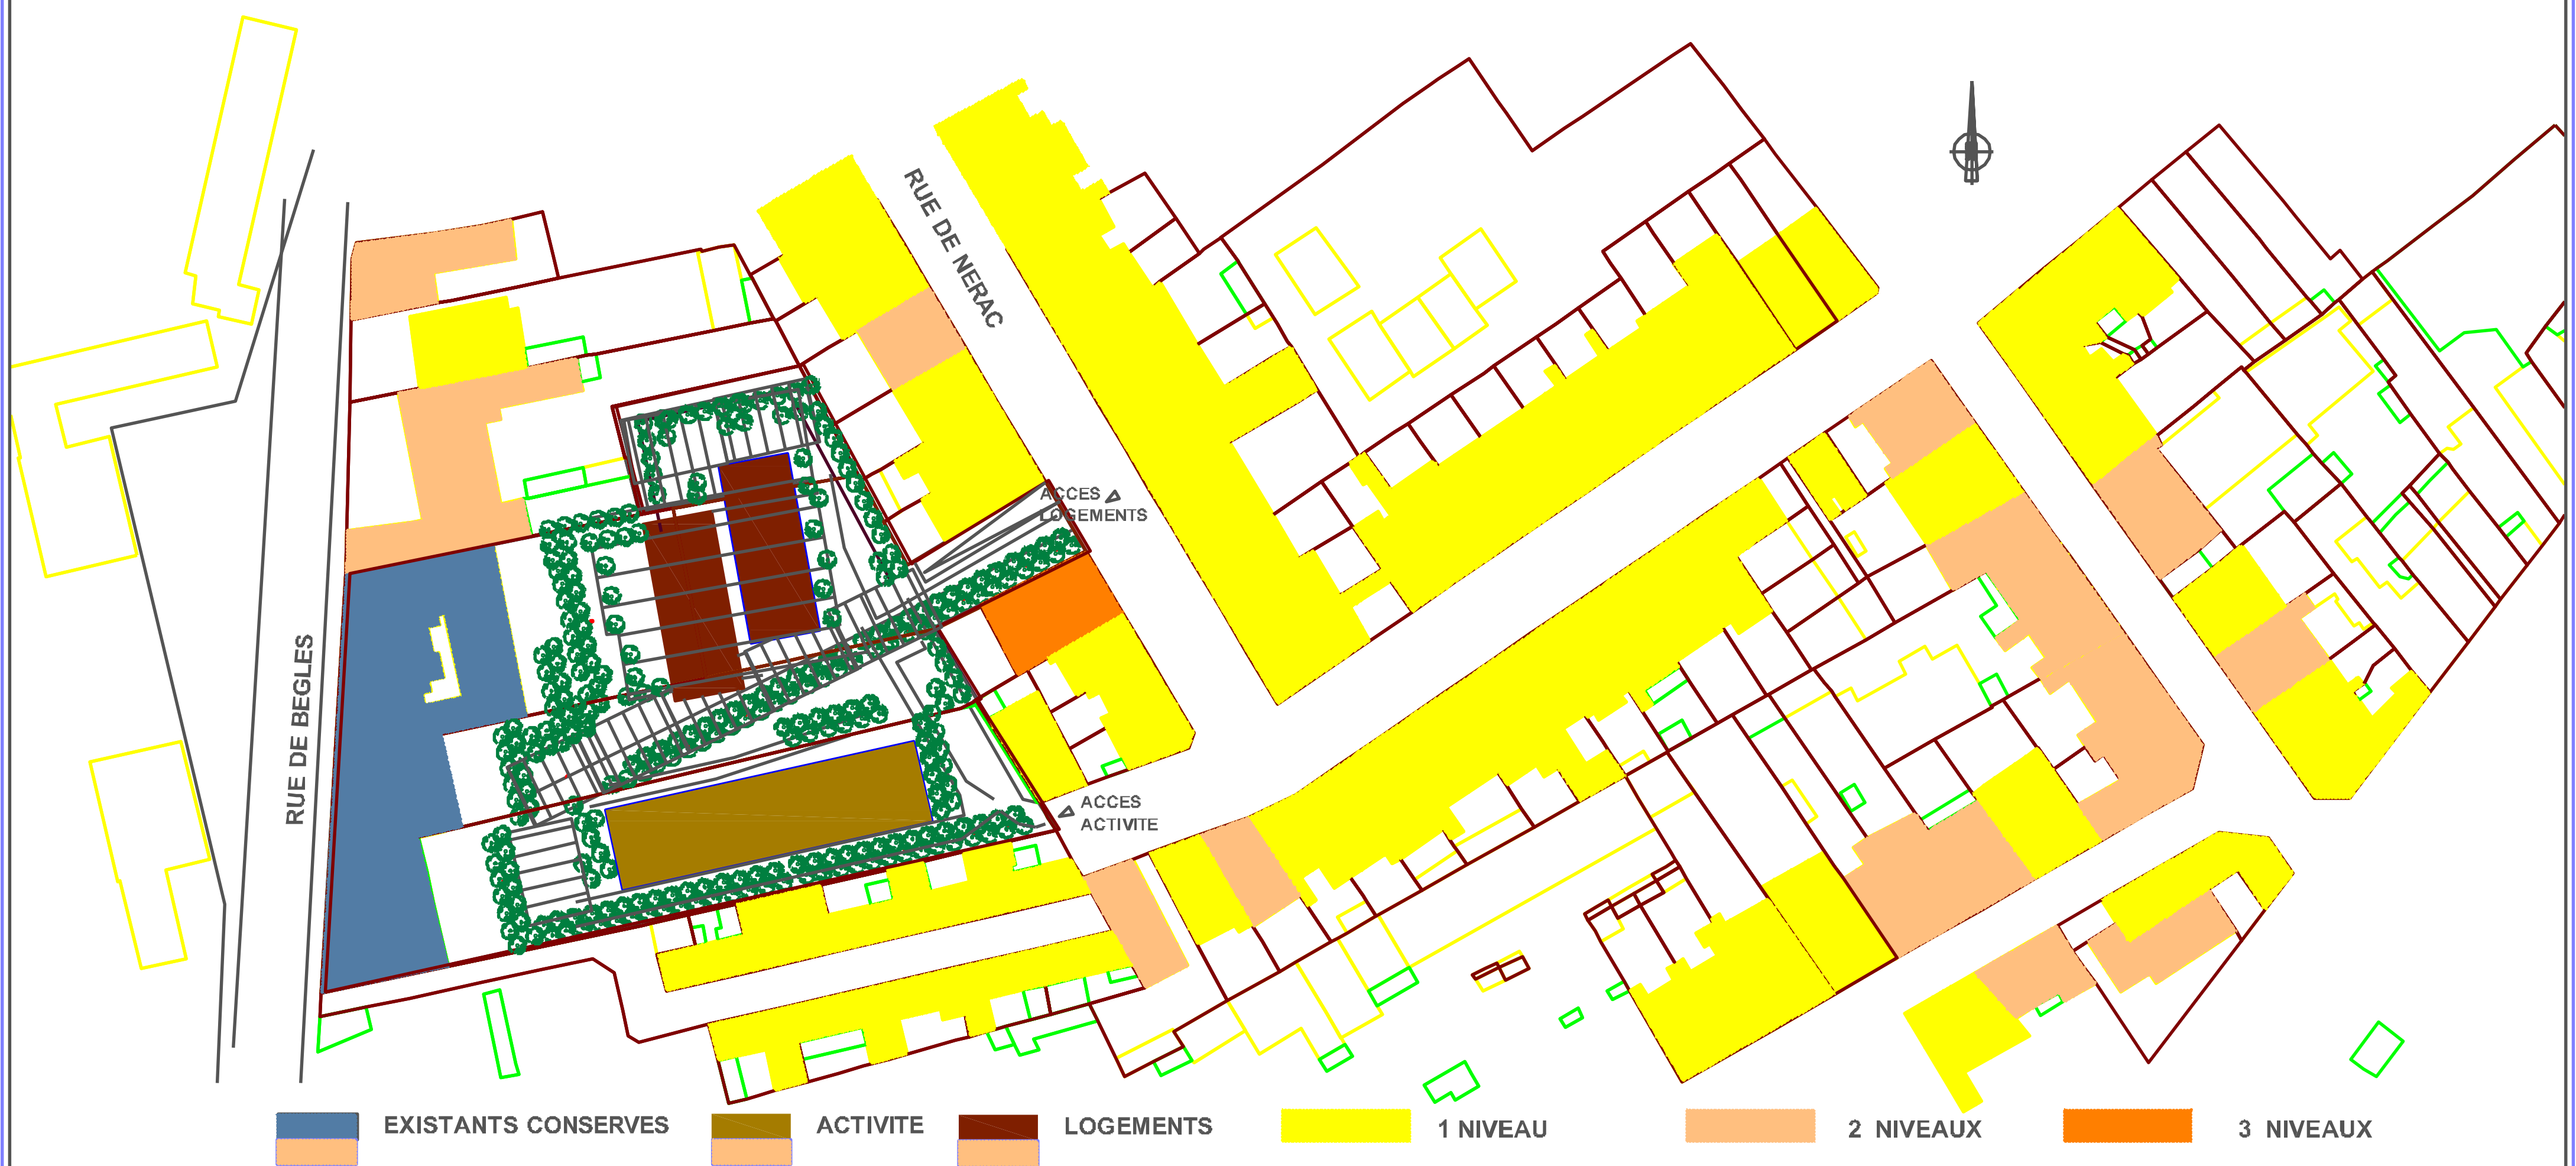 RUE DE NERAC
ACCES
LOGEMENTS
RUE DE BEGLES
ACCES
ACTIVITE
EXISTANTS CONSERVES
ACTIVITE
LOGEMENTS
1 NIVEAU
2 NIVEAUX
3 NIVEAUX